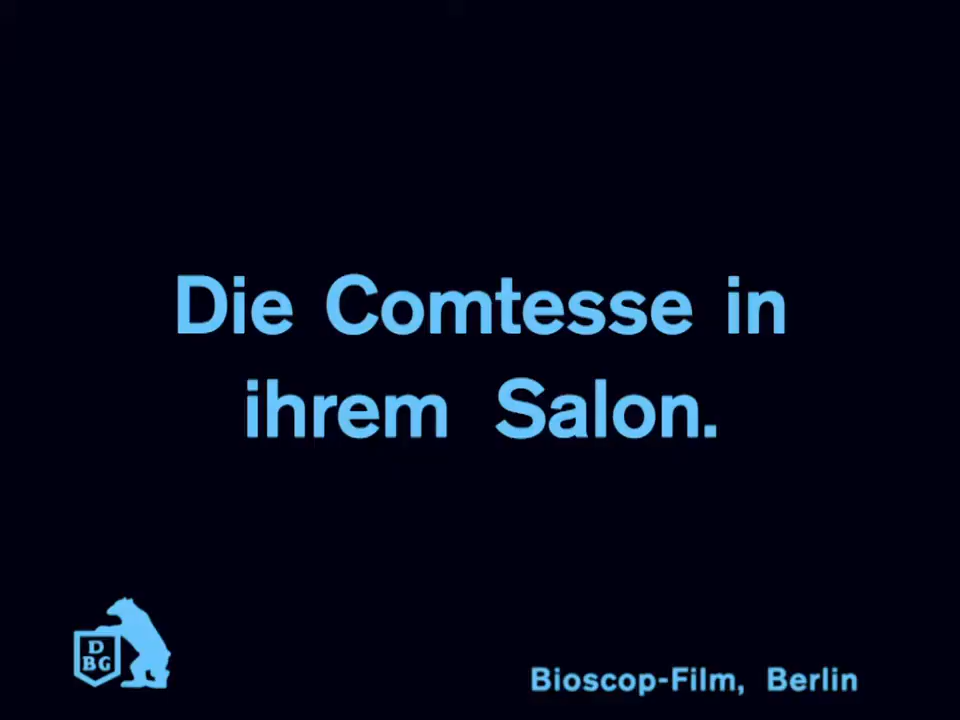 Die Comtesse in
ihrem Salon.
D
BG
Bioscop-Film, Berlin